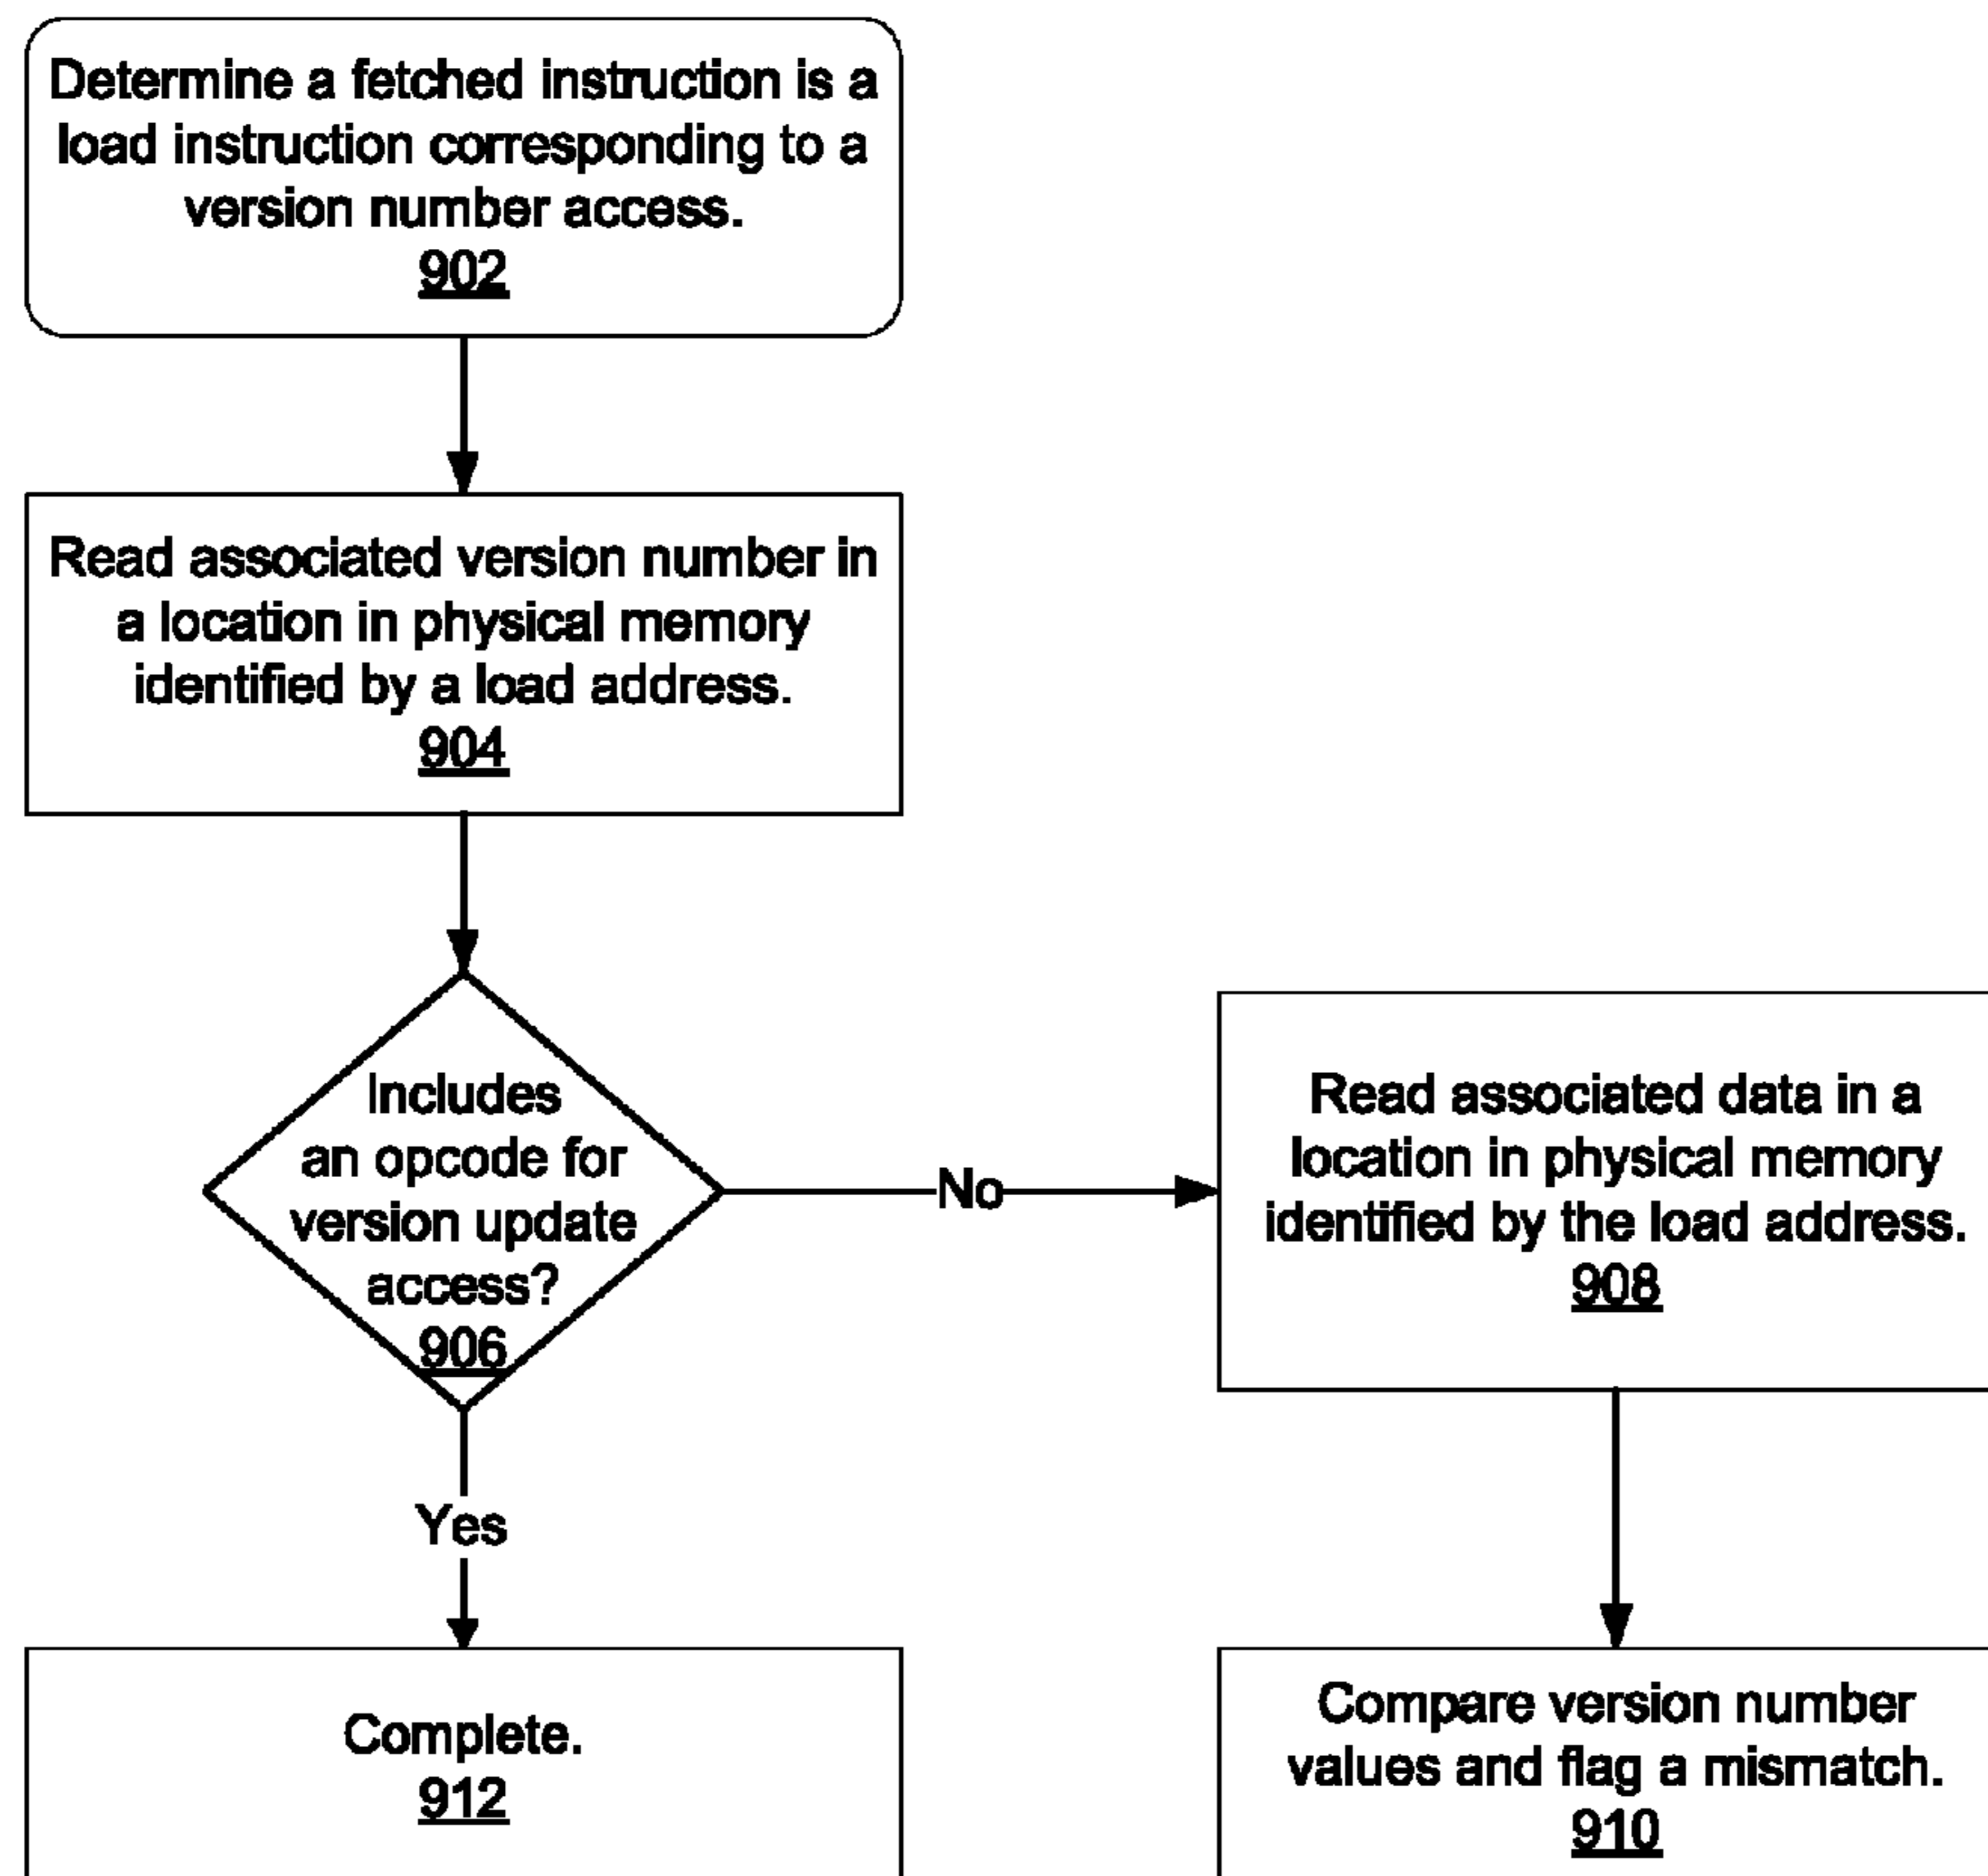 Determine a fetched instruction is a
load instruction corresponding to a
version number access.
902
Read associated version number in
a location in physical memory
identified by a load address.
904
Includes
an opcode for
version update
access?
906
No
Read associated data in a
location in physical memory
identified by the load address.
908
Yes
Complete.
912
Compare version number
values and flag a mismatch.
910